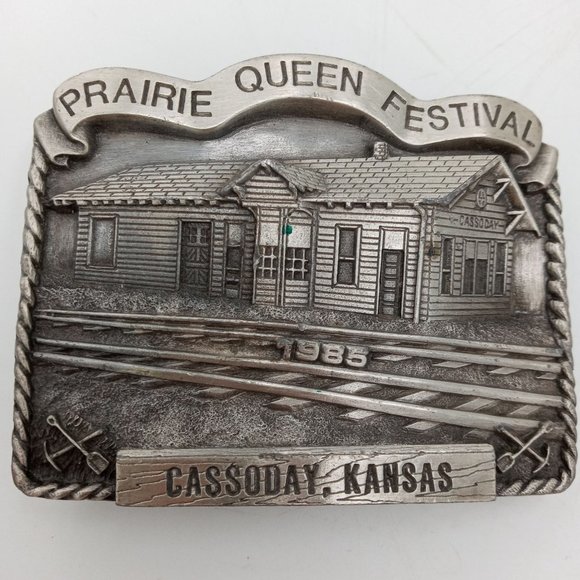 PRAIRIE QUEEN FESTIVAL
CASSODAY
1985
CASSODAY, KANSAS